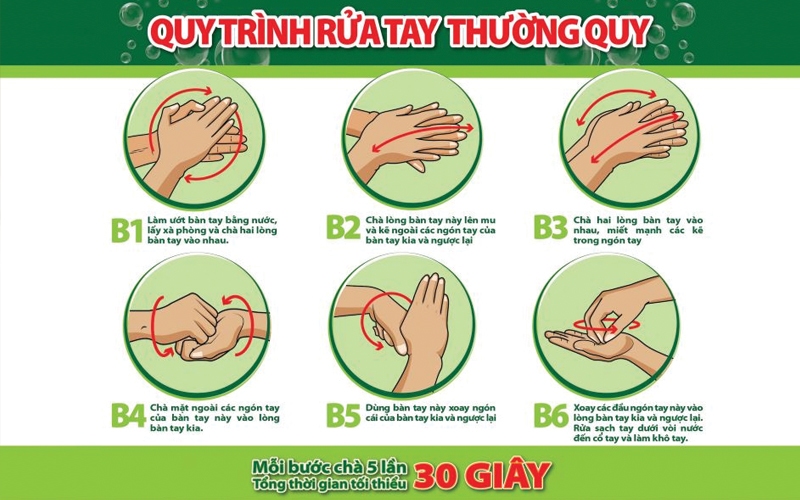 QUY TRÌNH RỬA TAY THƯỜNG QUY
B1
Làm ướt bàn tay bằng nước,
lấy xà phòng và chà hai lòng
bàn tay vào nhau.
B2
Chà lòng bàn tay này lên mu
và kẽ ngoài các ngón tay của
bàn tay kia và ngược lại
B3
Chà hai lòng bàn tay vào
nhau, miết mạnh các kẽ
trong ngón tay
B4
Chà mặt ngoài các ngón tay
của bàn tay này vào lòng
bàn tay kia.
B5
Dùng bàn tay này xoay ngón
cái của bàn tay kia và ngược lại
B6
Xoay các đầu ngón tay này vào
lòng bàn tay kia và ngược lại.
Rửa sạch tay dưới vòi nước
đến cổ tay và làm khô tay.
Mỗi bước chà 5 lần
Tổng thời gian tối thiểu
30 GIÂY